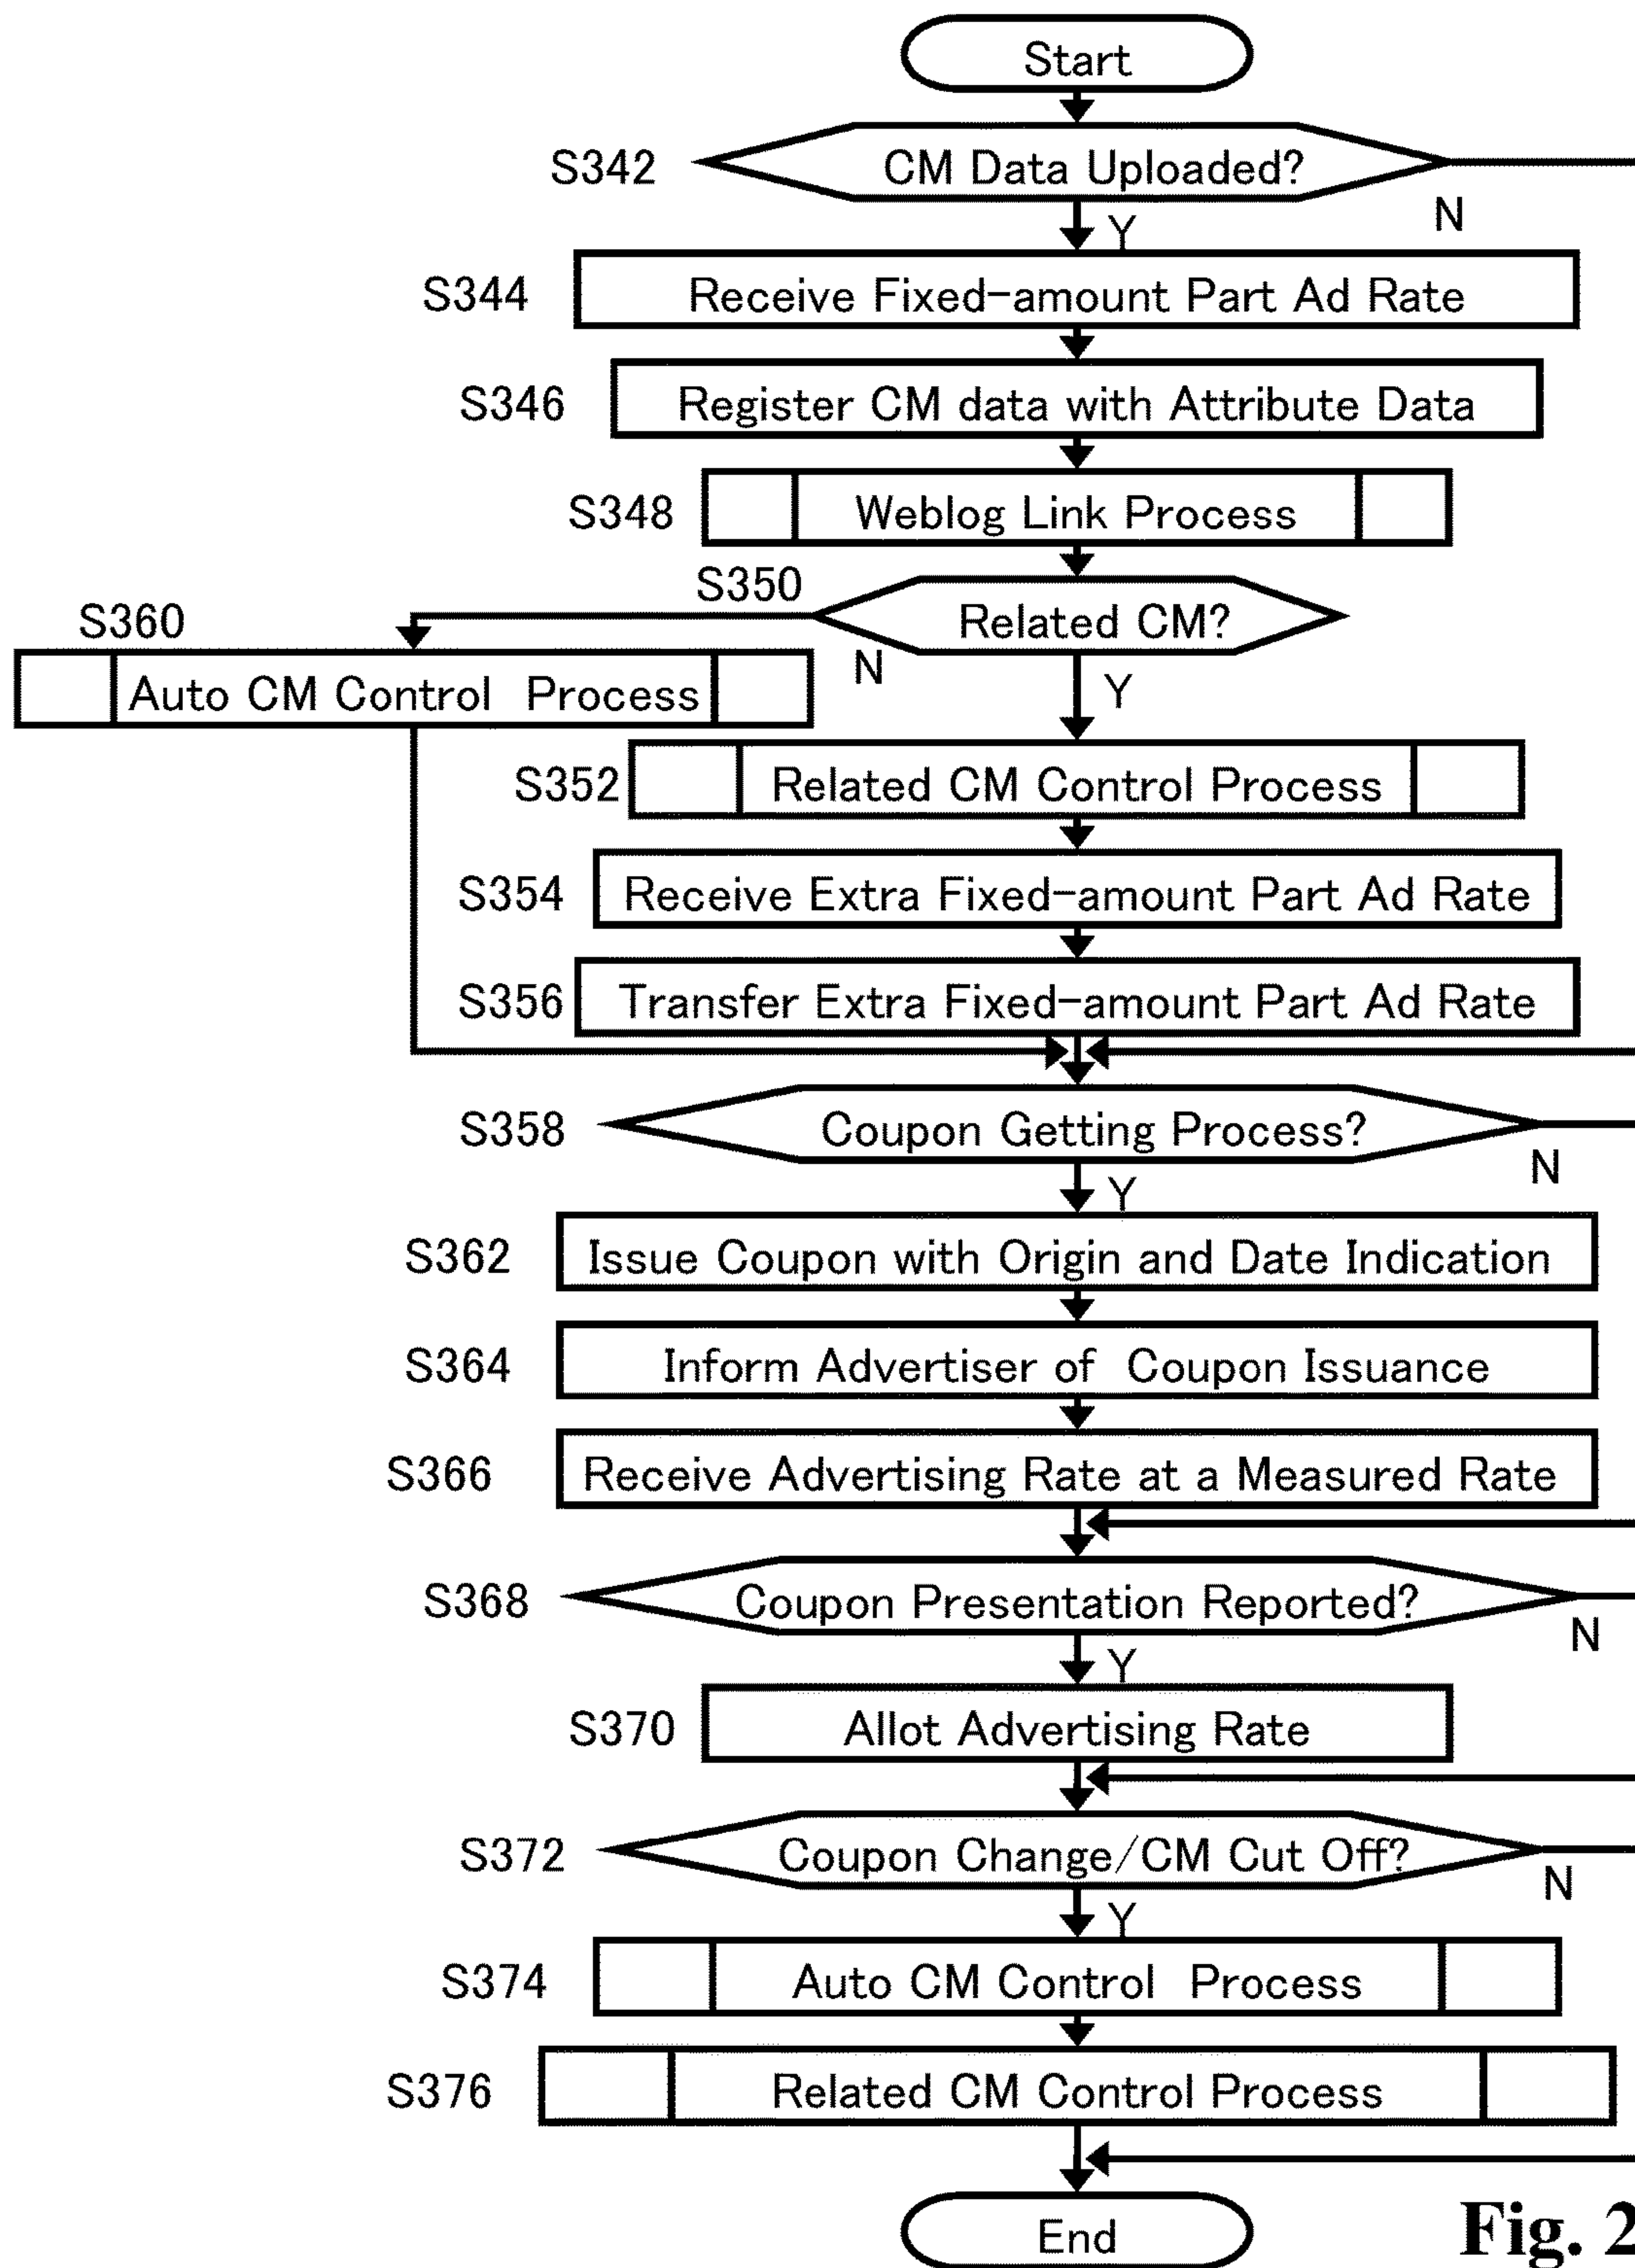 Start
S342 CM Data Uploaded?
N
Y
S344 Receive Fixed-amount Part Ad Rate
S346 Register CM data with Attribute Data
S348 Weblog Link Process
S350 Related CM?
N
Y
S360
Auto CM Control Process
S352 Related CM Control Process
S354 Receive Extra Fixed-amount Part Ad Rate
S356 Transfer Extra Fixed-amount Part Ad Rate
S358 Coupon Getting Process?
N
Y
S362 Issue Coupon with Origin and Date Indication
S364 Inform Advertiser of Coupon Issuance
S366 Receive Advertising Rate at a Measured Rate
S368 Coupon Presentation Reported?
N
Y
S370 Allot Advertising Rate
S372 Coupon Change/CM Cut Off?
N
Y
S374 Auto CM Control Process
S376 Related CM Control Process
End
Fig. 2